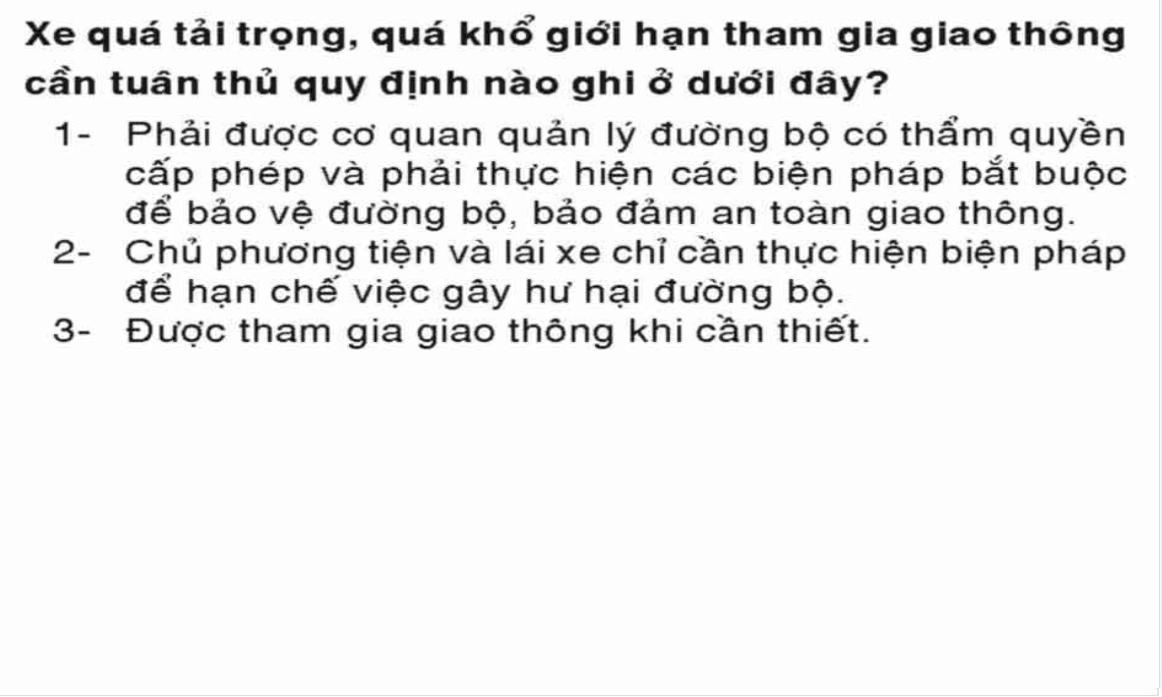 Xe quá tải trọng, quá khổ giới hạn tham gia giao thông
cần tuân thủ quy định nào ghi ở dưới đây?
1- Phải được cơ quan quản lý đường bộ có thẩm quyền
cấp phép và phải thực hiện các biện pháp bắt buộc
để bảo vệ đường bộ, bảo đảm an toàn giao thông.
2- Chủ phương tiện và lái xe chỉ cần thực hiện biện pháp
để hạn chế việc gây hư hại đường bộ.
3- Được tham gia giao thông khi cần thiết.